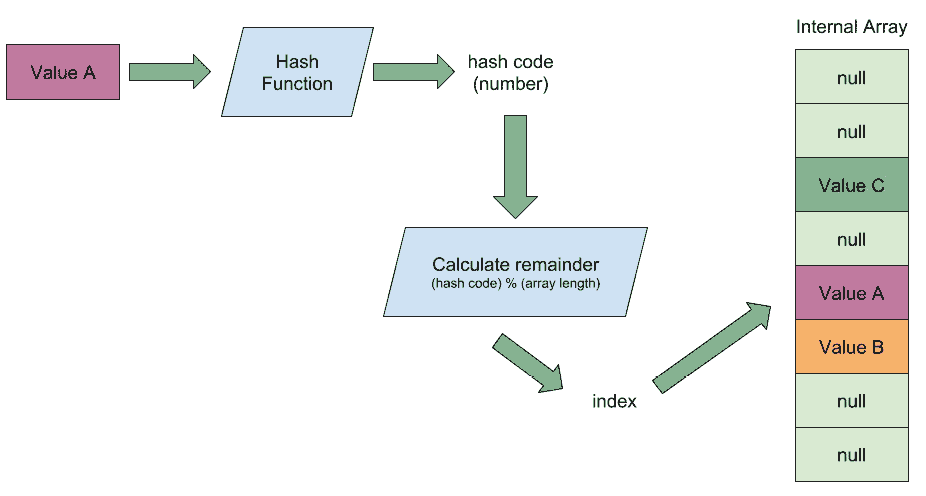 Value A
Hash
Function
hash code
(number)
Calculate remainder
(hash code) % (array length)
index
Internal Array
null
null
Value C
null
Value A
Value B
null
null